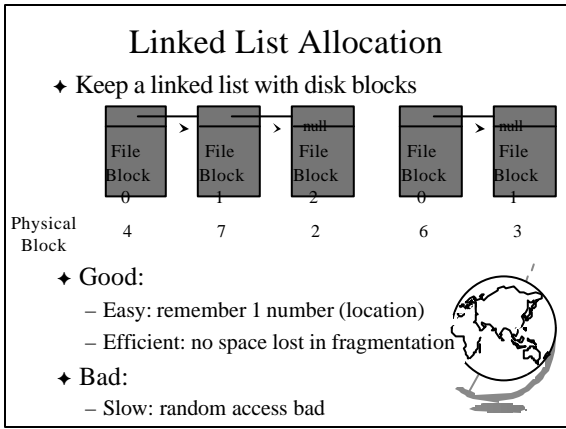 Linked List Allocation
✦ Keep a linked list with disk blocks
null null
File File File File File
Block Block Block Block Block
0 1 2 0 1
Physical Block 4 7 2 6 3
✦ Good:
– Easy: remember 1 number (location)
– Efficient: no space lost in fragmentation
✦ Bad:
– Slow: random access bad